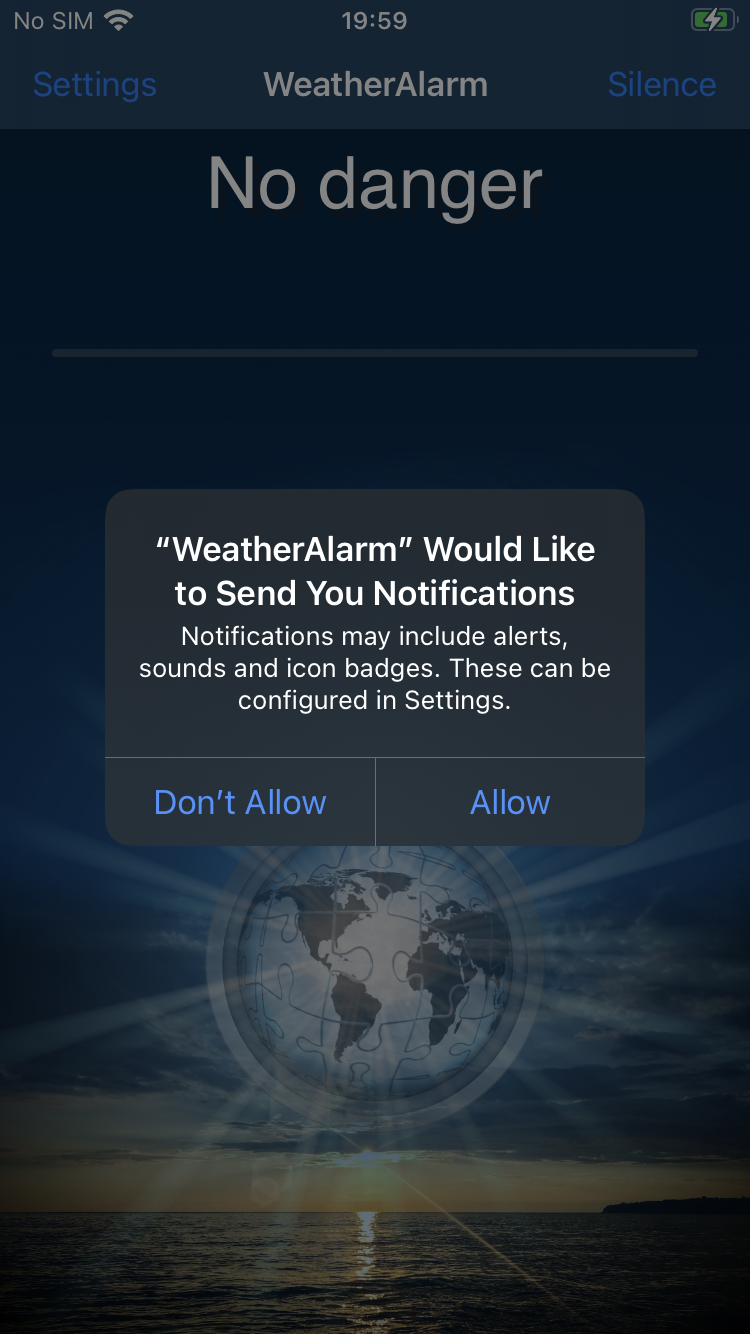 No SIM 19:59
Settings WeatherAlarm Silence
No danger
“WeatherAlarm” Would Like
to Send You Notifications
Notifications may include alerts,
sounds and icon badges. These can be
configured in Settings.
Don’t Allow Allow